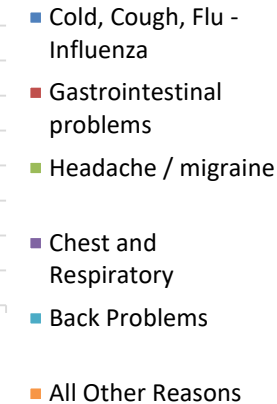 Cold, Cough, Flu -
Influenza
Gastrointestinal
problems
Headache / migraine
Chest and
Respiratory
Back Problems
All Other Reasons